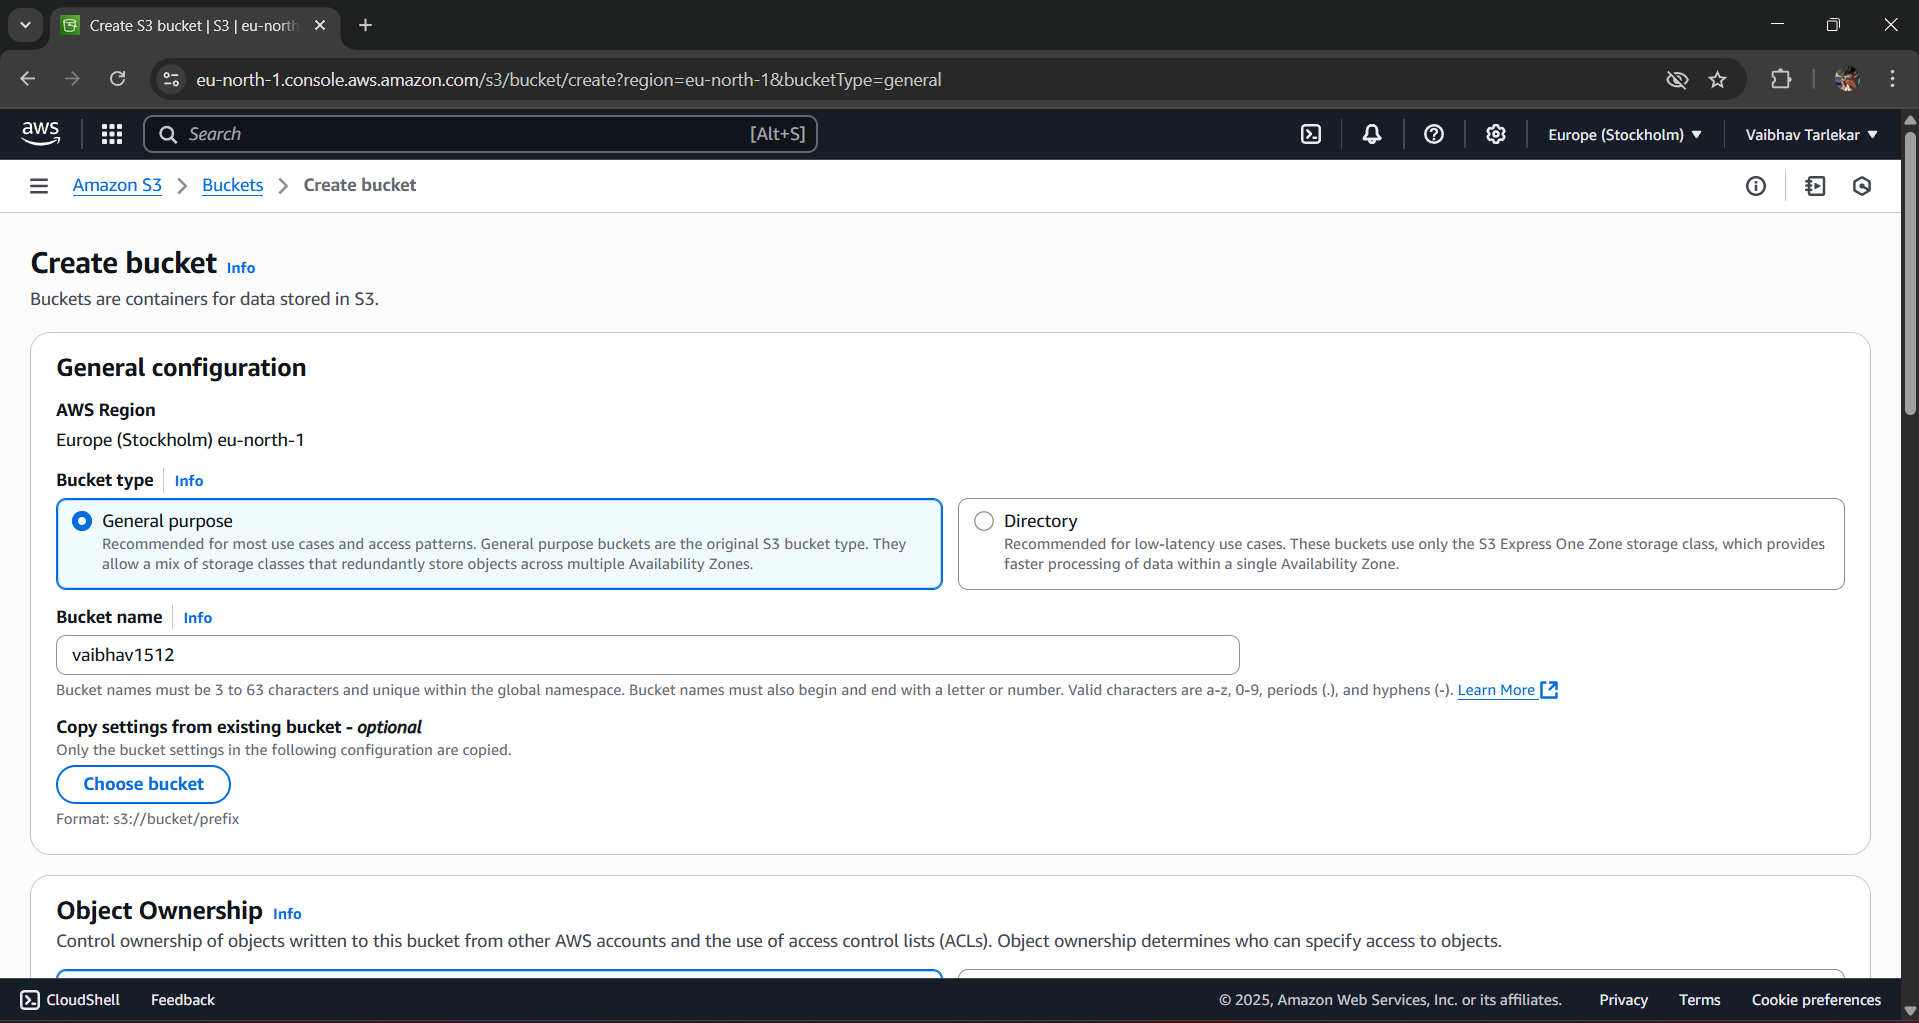 Create S3 bucket | S3 | eu-north
eu-north-1.console.aws.amazon.com/s3/bucket/create?region=eu-north-1&bucketType=general
aws
Search [Alt+S]
Europe (Stockholm)
Vaibhav Tarlekar
Amazon S3 > Buckets > Create bucket
Create bucket Info
Buckets are containers for data stored in S3.
General configuration
AWS Region
Europe (Stockholm) eu-north-1
Bucket type Info
General purpose
Recommended for most use cases and access patterns. General purpose buckets are the original S3 bucket type. They
allow a mix of storage classes that redundantly store objects across multiple Availability Zones.
Directory
Recommended for low-latency use cases. These buckets use only the S3 Express One Zone storage class, which provides
faster processing of data within a single Availability Zone.
Bucket name Info
vaibhav1512
Bucket names must be 3 to 63 characters and unique within the global namespace. Bucket names must also begin and end with a letter or number. Valid characters are a-z, 0-9, periods (.), and hyphens (-). Learn More
Copy settings from existing bucket - optional
Only the bucket settings in the following configuration are copied.
Choose bucket
Format: s3://bucket/prefix
Object Ownership Info
Control ownership of objects written to this bucket from other AWS accounts and the use of access control lists (ACLs). Object ownership determines who can specify access to objects.
CloudShell Feedback
© 2025, Amazon Web Services, Inc. or its affiliates. Privacy Terms Cookie preferences